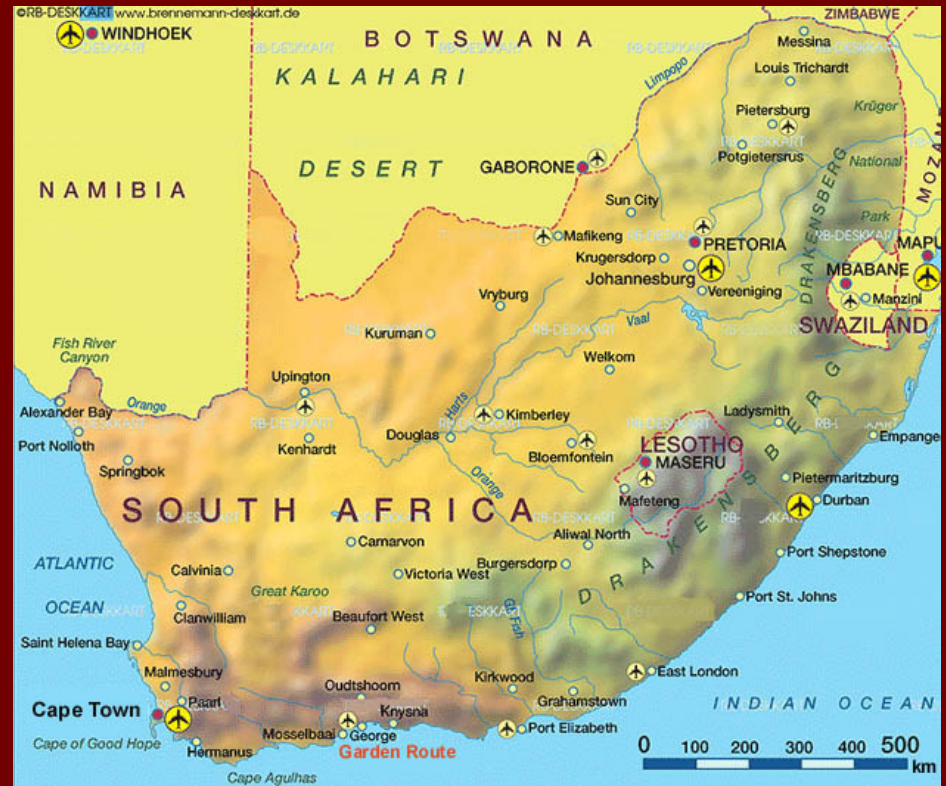 ©RB-DESKKART www.brennemann-deskkart.de
ZIMBABWE
WINDHOEK
BOTSWANA
Messina
KALAHARI
Limpopo
Louis Trichardt
Pietersburg
Krüger
DESERT
GABORONE
Potgietersrus
National
NAMIBIA
Sun City
Park
Mafikeng
PRETORIA
MAPU
Krugersdorp
Johannesburg
MBABANE
Vereeniging
Manzini
DRAKENSBERG
MOZA
Vryburg
Vaal
SWAZILAND
Kuruman
Fish River
Canyon
Welkom
Upington
Orange
Harts
Alexander Bay
Kimberley
Ladysmith
Port Nolloth
Kenhardt
Douglas
LESOTHO
Empange
Bloemfontein
MASERU
Springbok
Orange
Pietermaritzburg
Mafeteng
Durban
SOUTH AFRICA
DRAKENSBERG
Aliwal North
Carnarvon
Port Shepstone
ATLANTIC
OCEAN
Calvinia
Victoria West
Burgersdorp
Great Karoo
Port St. Johns
Clanwilliam
Beaufort West
Gr. Fish
Saint Helena Bay
Malmesbury
Kirkwood
East London
Oudtshoorn
Grahamstown
Paarl
INDIAN OCEAN
Cape Town
Knysna
Mosselbaai
George
Port Elizabeth
Cape of Good Hope
Hermanus
Garden Route
Cape Agulhas
0 100 200 300 400 500
km
RB-DESKKART